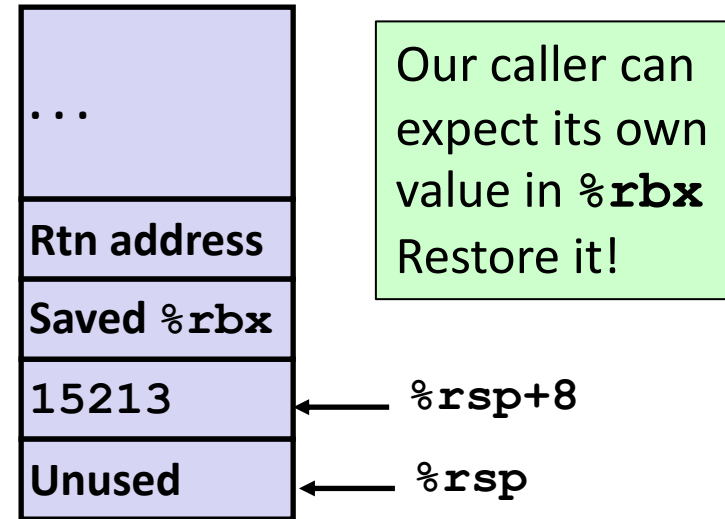 . . .
Rtn address
Saved %rbx
15213
Unused
%rsp+8
%rsp
Our caller can
expect its own
value in %rbx
Restore it!